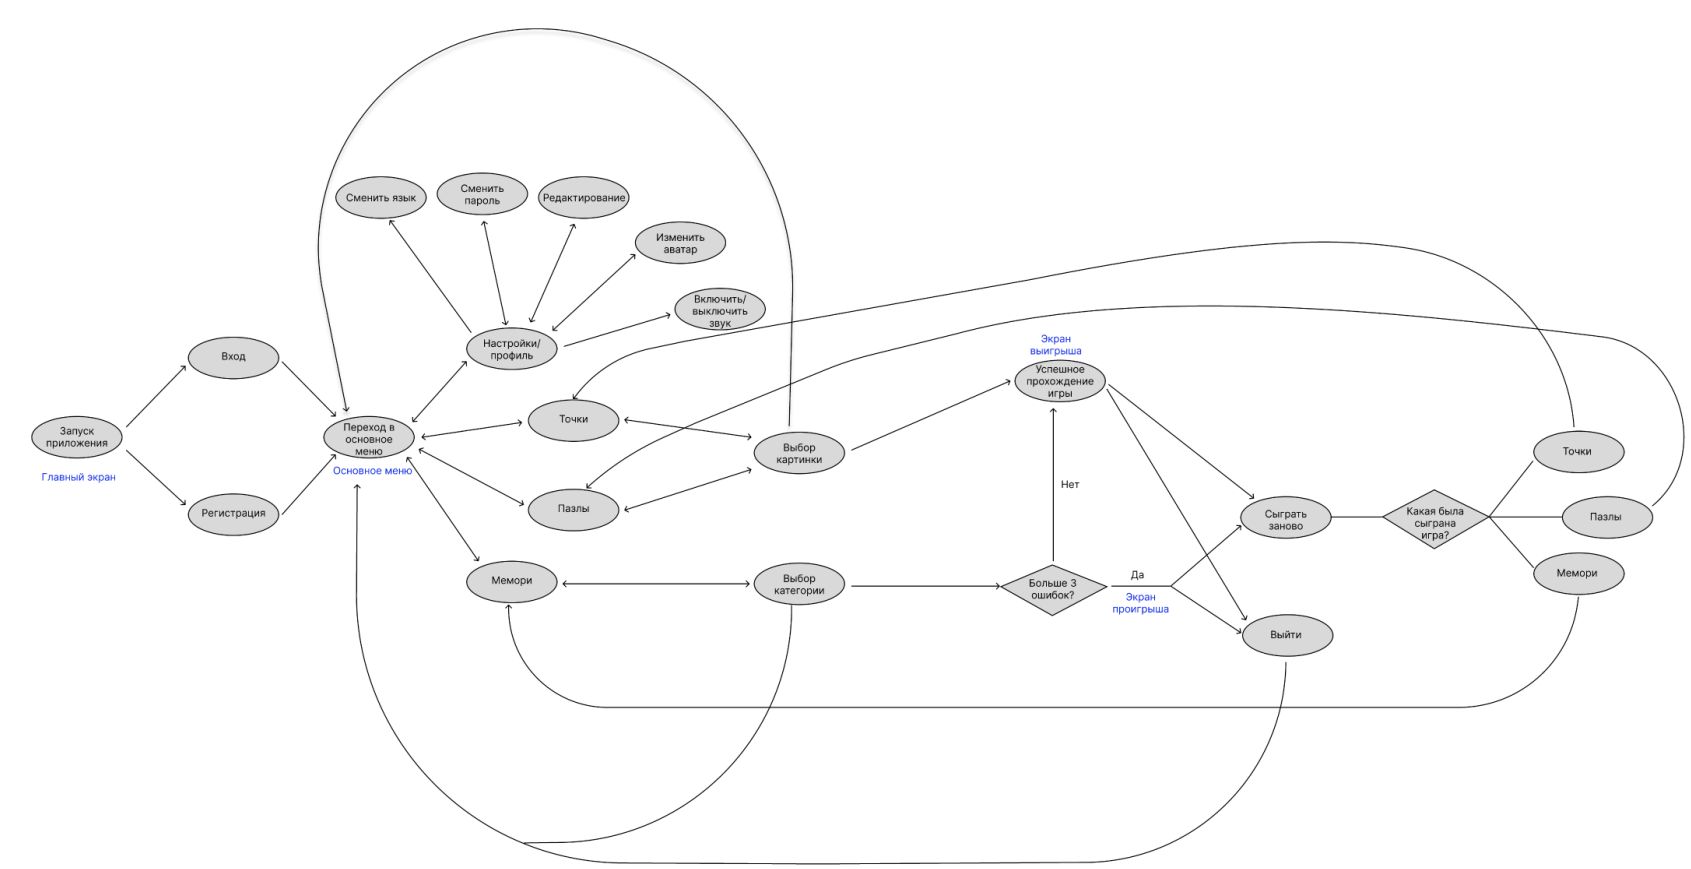 Сменить язык
Сменить
пароль
Редактирование
Изменить
аватар
Включить/
выключить
звук
Настройки/
профиль
Вход
Запуск
приложения
Главный экран
Регистрация
Переход в
основное
меню
Основное меню
Точки
Пазлы
Мемори
Выбор
картинки
Выбор
категории
Экран
выигрыша
Успешное
прохождение
игры
Нет
Больше 3
ошибок?
Да
Экран
проигрыша
Сыграть
заново
Выйти
Какая была
сыграна
игра?
Точки
Пазлы
Мемори